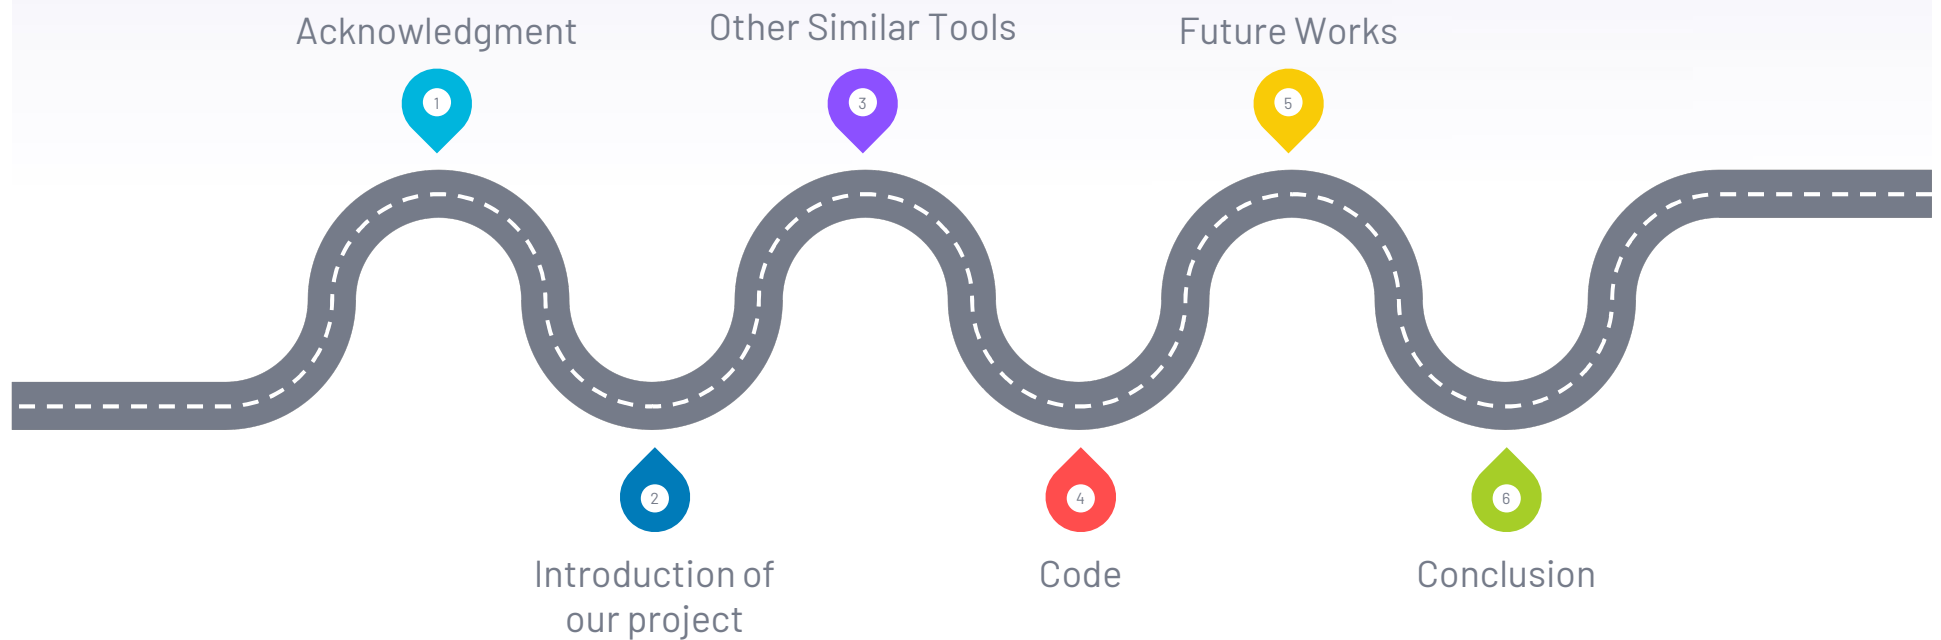 Acknowledgment
Other Similar Tools
Future Works
1
3
5
2
4
6
Introduction of
our project
Code
Conclusion